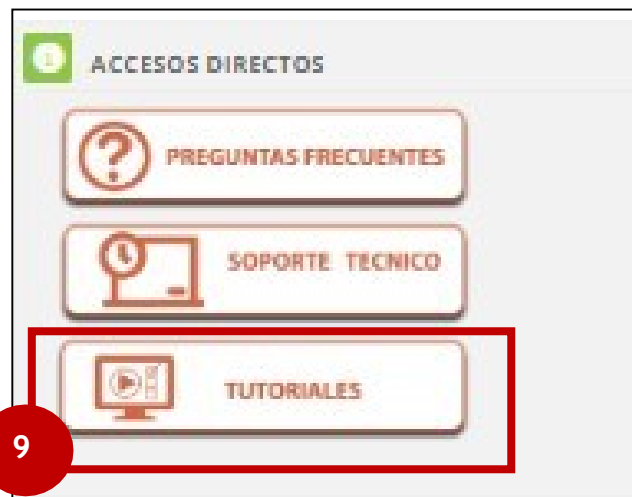 ACCESOS DIRECTOS
PREGUNTAS FRECUENTES
SOPORTE TECNICO
TUTORIALES
9